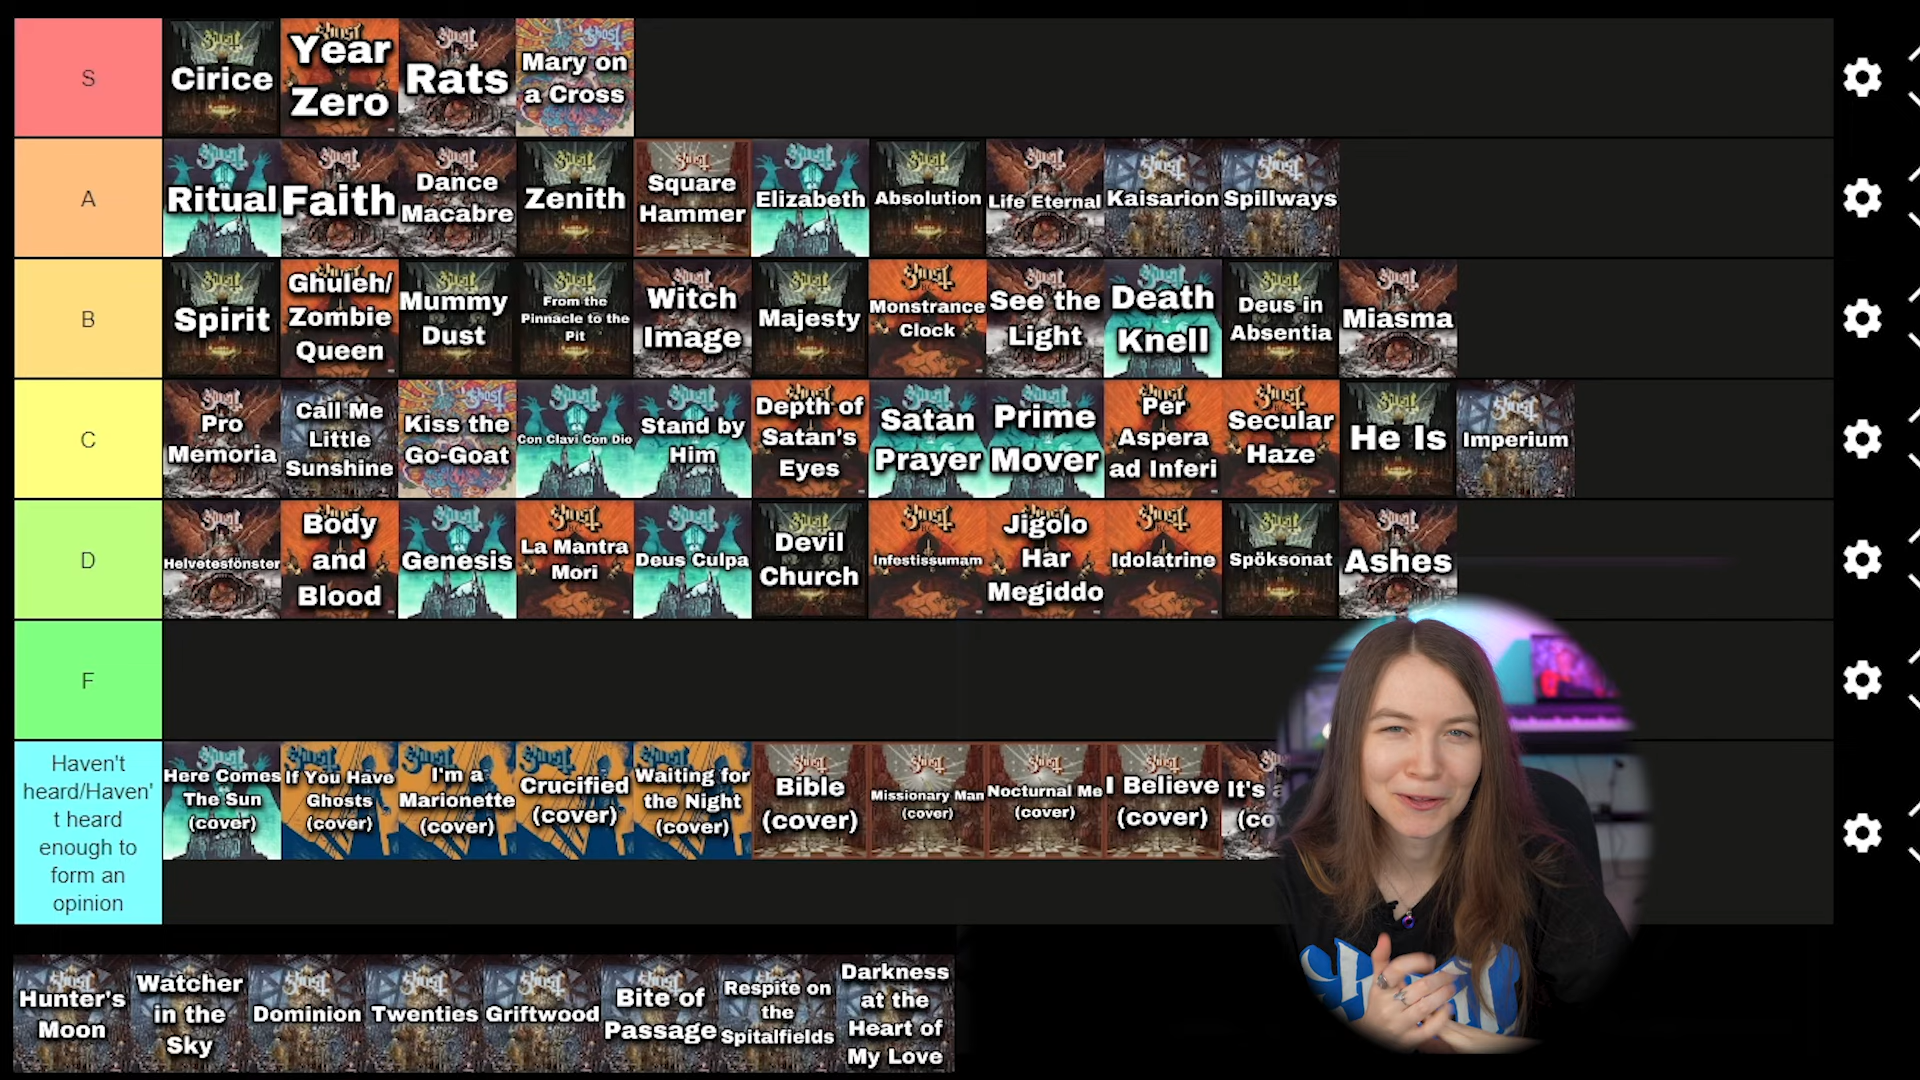 S
Cirice
Year
Zero
Rats
Mary on
a Cross
A
Ritual
Faith
Dance
Macabre
Zenith
Square
Hammer
Elizabeth
Absolution
Life Eternal
Kaisarion
Spillways
B
Spirit
Ghuleh/
Zombie
Queen
Mummy
Dust
From the
Pinnacle to the
Pit
Witch
Image
Majesty
Monstrance
Clock
See the
Light
Death
Knell
Deus in
Absentia
Miasma
C
Pro
Memoria
Call Me
Little
Sunshine
Kiss the
Go-Goat
Con Clavi Con Dio
Stand by
Him
Depth of
Satan's
Eyes
Satan
Prayer
Prime
Mover
Per
Aspera
ad Inferi
Secular
Haze
He Is
Imperium
D
Helvetesfönster
Body
and
Blood
Genesis
La Mantra
Mori
Deus Culpa
Devil
Church
Infestissumam
Jigolo
Har
Megiddo
Idolatrine
Spöksonat
Ashes
F
Haven't
heard/Haven'
t heard
enough to
form an
opinion
Here Comes
The Sun
(cover)
If You Have
Ghosts
(cover)
I'm a
Marionette
(cover)
Crucified
(cover)
Waiting for
the Night
(cover)
Bible
(cover)
Missionary Man
(cover)
Nocturnal Me
(cover)
I Believe
(cover)
It's
Hunter's
Moon
Watcher
in the
Sky
Dominion
Twenties
Griftwood
Bite of
Passage
Respite on
the
Spitalfields
Darkness
at the
Heart of
My Love